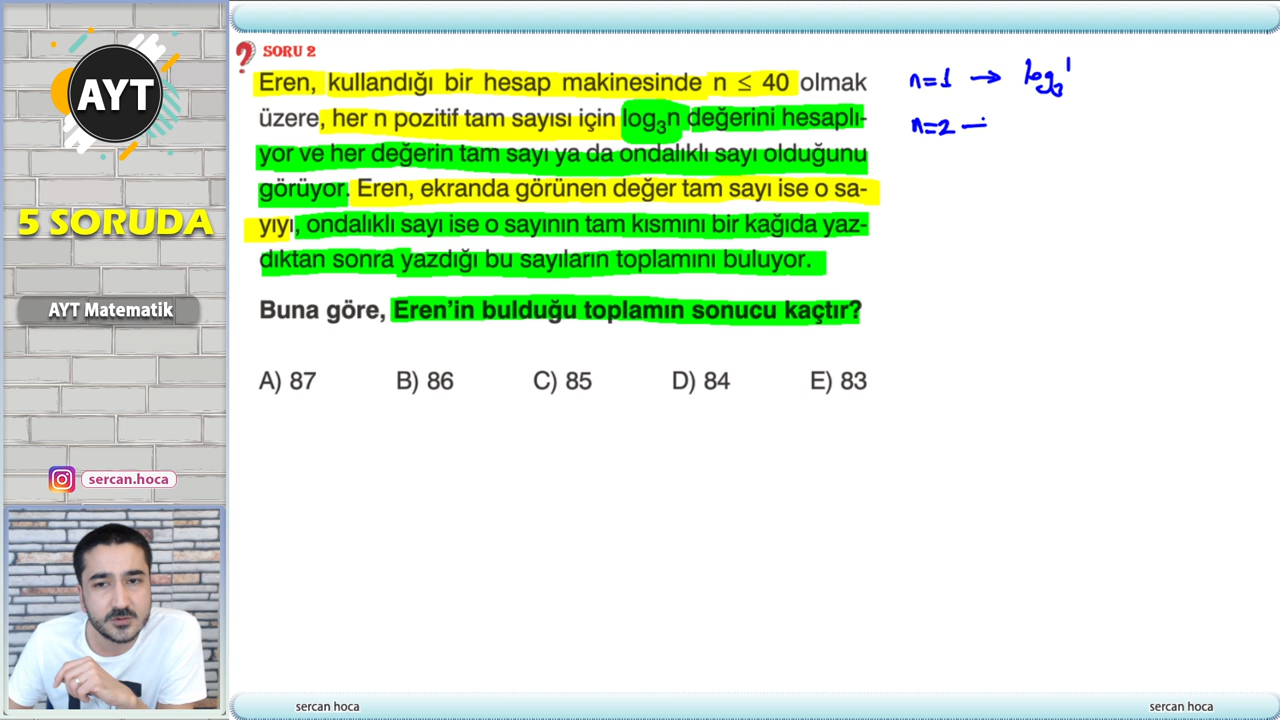 AYT
5 SORUDA
AYT Matematik
sercan.hoca
? SORU 2
Eren, kullandığı bir hesap makinesinde n ≤ 40 olmak
üzere, her n pozitif tam sayısı için log₃n değerini hesaplı-
yor ve her değerin tam sayı ya da ondalıklı sayı olduğunu
görüyor. Eren, ekranda görünen değer tam sayı ise o sa-
yıyı, ondalıklı sayı ise o sayının tam kısmını bir kağıda yaz-
dıktan sonra yazdığı bu sayıların toplamını buluyor.
Buna göre, Eren'in bulduğu toplamın sonucu kaçtır?
A) 87 B) 86 C) 85 D) 84 E) 83
n=1 → log₃1
n=2 —
sercan hoca sercan hoca